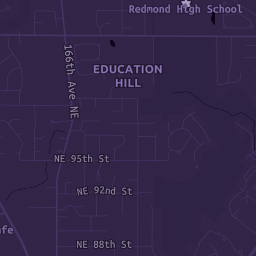 Redmond High School
EDUCATION
HILL
166th Ave NE
NE 95th St
NE 92nd St
NE 88th St